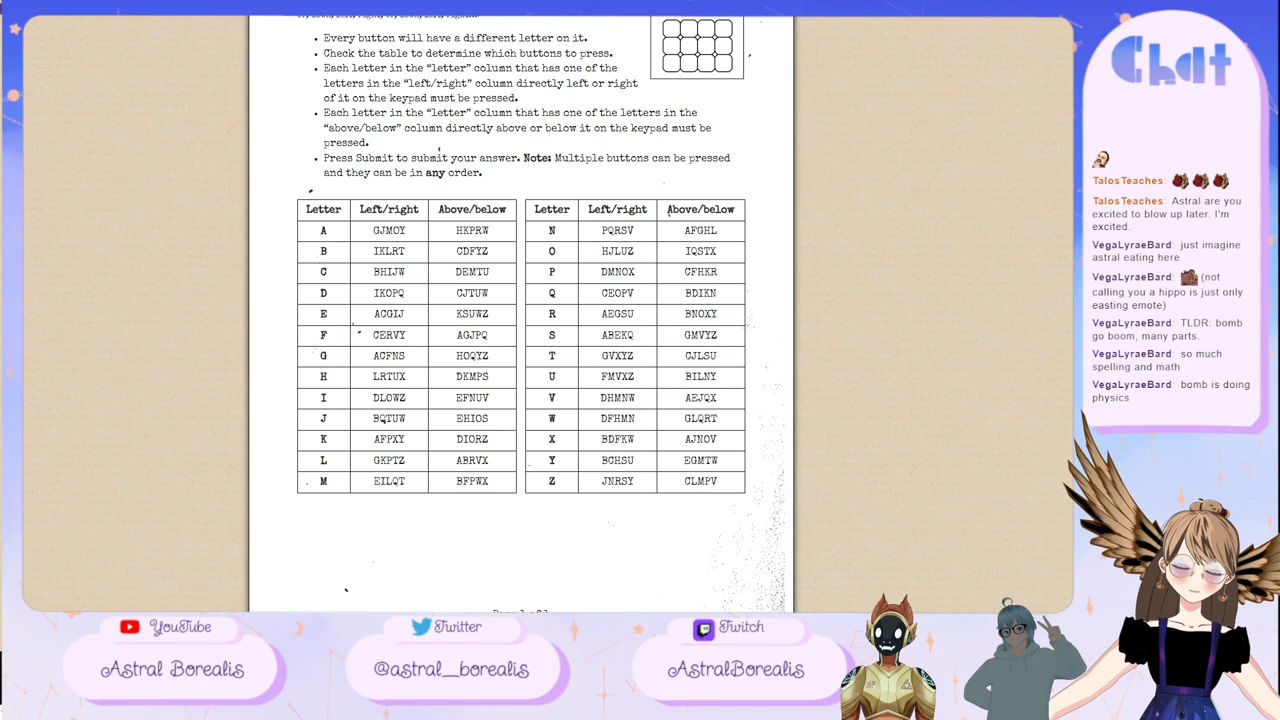 Every button will have a different letter on it.
Check the table to determine which buttons to press.
Each letter in the “letter” column that has one of the
letters in the “left/right” column directly left or right
of it on the keypad must be pressed.
Each letter in the “letter” column that has one of the letters in the
“above/below” column directly above or below it on the keypad must be
pressed.
Press Submit to submit your answer. Note: Multiple buttons can be pressed
and they can be in any order.
Letter Left/right Above/below Letter Left/right Above/below
A GJMOY HKPRW N PQRSV AFGHL
B IKLRT CDFYZ O HJLUZ IQSTX
C BHIJW DEMTU P DMNOX CFHKR
D IKOPQ CJTUW Q CEOPV BDIKN
E ACGIJ KSUWZ R AEGSU BNOXY
F CERVY AGJPQ S ABEKQ GMVYZ
G ACFNS HOQYZ T GVXYZ CJLSU
H LRTUX DKMPS U FMVXZ BILNY
I DLOWZ EFNUV V DHMNW AEJQX
J BQTUW EHIOS W DFHMN GLQRT
K AFPXY DIORZ X BDFKW AJNOV
L GKPTZ ABRVX Y BCHSU EGMTW
M EILQT BFPWX Z JNRSY CLMPV
Chat
TalosTeaches:
TalosTeaches: Astral are you
excited to blow up later. I'm
excited.
VegaLyraeBard: just imagine
astral eating here
VegaLyraeBard: (not
calling you a hippo is just only
easting emote)
VegaLyraeBard: TLDR: bomb
go boom, many parts.
VegaLyraeBard: so much
spelling and math
VegaLyraeBard: bomb is doing
physics
YouTube
Astral Borealis
Twitter
@astral__borealis
Twitch
AstralBorealis